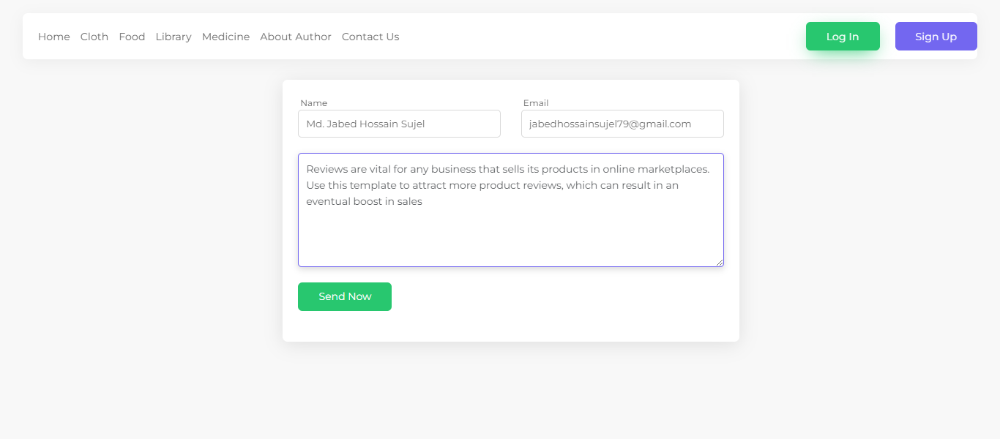 Home Cloth Food Library Medicine About Author Contact Us Log In Sign Up
Name Email
Md. Jabed Hossain Sujel jabedhossainsujel79@gmail.com
Reviews are vital for any business that sells its products in online marketplaces.
Use this template to attract more product reviews, which can result in an
eventual boost in sales
Send Now